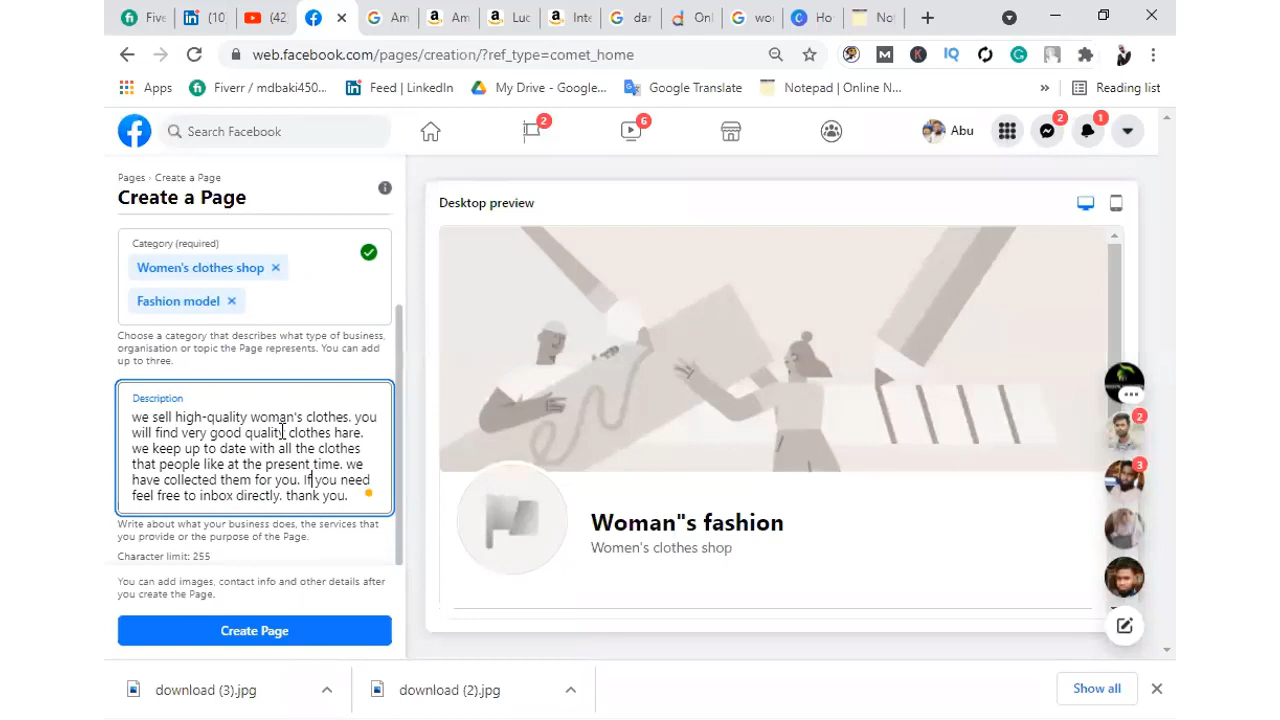 Five
(10
(42
Am
Am
Luc
Inte
dar
Onl
wor
Ho
No
web.facebook.com/pages/creation/?ref_type=comet_home
Apps
Fiverr / mdbaki450...
Feed | LinkedIn
My Drive - Google...
Google Translate
Notepad | Online N...
»
Reading list
Search Facebook
2
6
Abu
2
1
Pages › Create a Page
Create a Page
Category (required)
Women's clothes shop ×
Fashion model ×
Choose a category that describes what type of business,
organisation or topic the Page represents. You can add
up to three.
Description
we sell high-quality woman's clothes. you
will find very good quality clothes hare.
we keep up to date with all the clothes
that people like at the present time. we
have collected them for you. If you need
feel free to inbox directly. thank you.
Write about what your business does, the services that
you provide or the purpose of the Page.
Character limit: 255
You can add images, contact info and other details after
you create the Page.
Create Page
Desktop preview
Woman"s fashion
Women's clothes shop
2
3
download (3).jpg
download (2).jpg
Show all